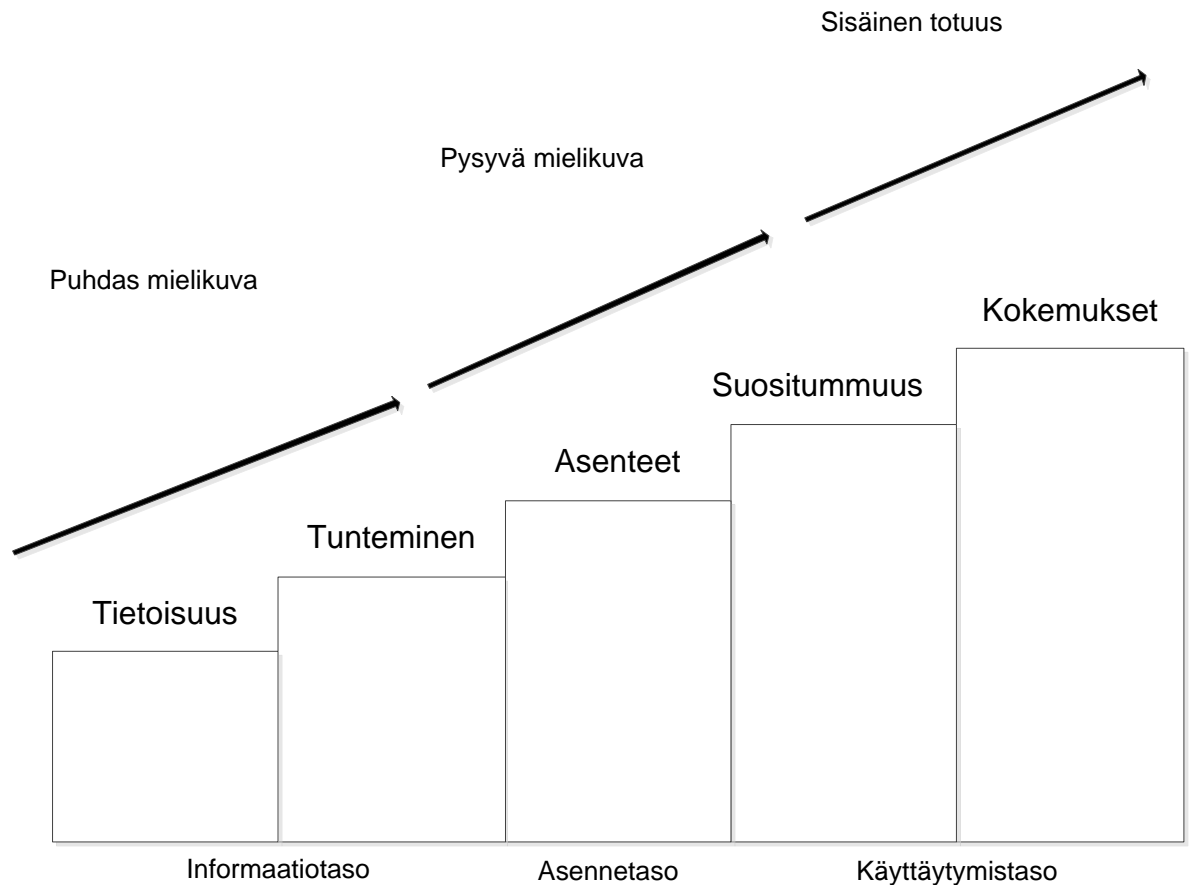 Sisäinen totuus
Pysyvä mielikuva
Puhdas mielikuva
Kokemukset
Suositummuus
Asenteet
Tunteminen
Tietoisuus
Informaatiotaso
Asennetaso
Käyttäytymistaso